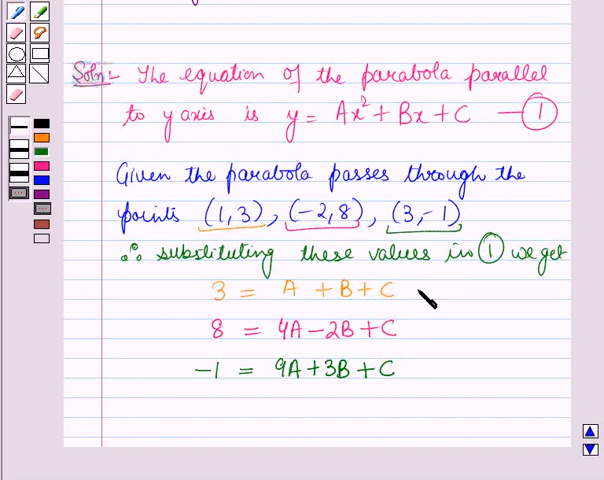 Soln:- The equation of the parabola parallel
to y axis is y = Ax² + Bx + C —①
Given the parabola passes through the
points (1,3), (-2,8), (3,-1)
∴ substituting these values in ① we get
3 = A + B + C
8 = 4A - 2B + C
-1 = 9A + 3B + C